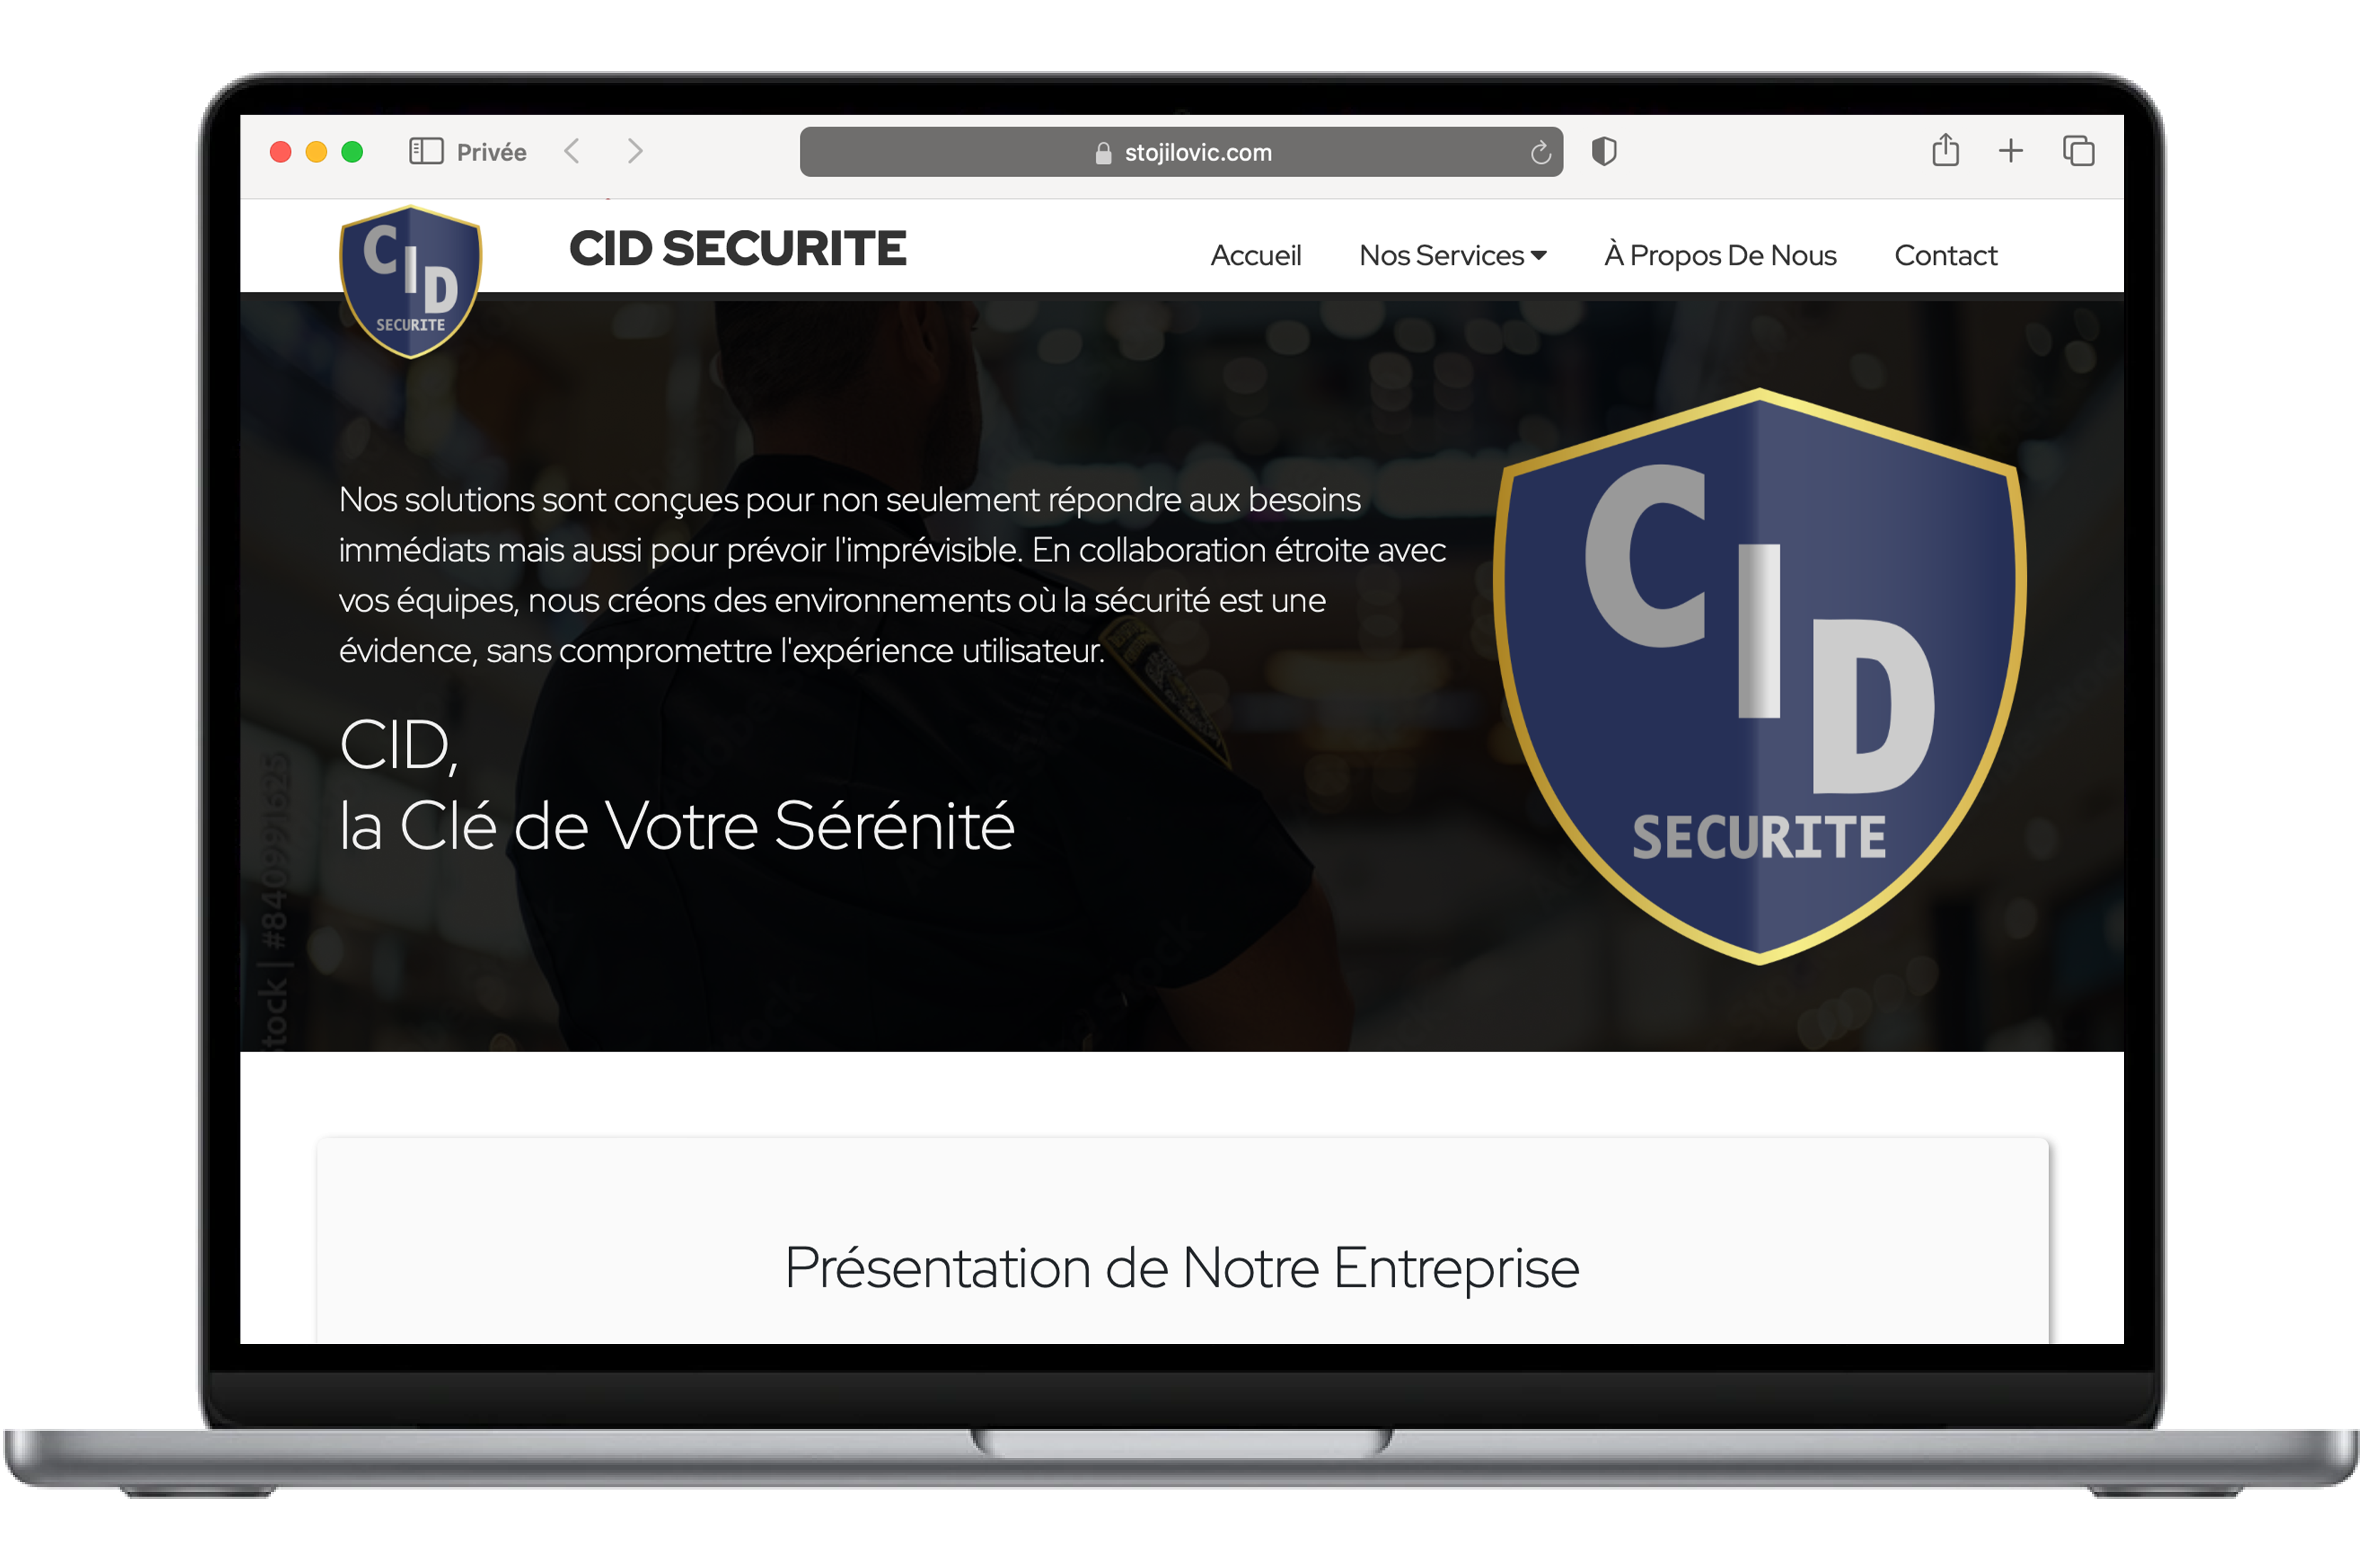 Privée
stojilovic.com
CID
SECURITE
CID SECURITE
Accueil
Nos Services
À Propos De Nous
Contact
Nos solutions sont conçues pour non seulement répondre aux besoins
immédiats mais aussi pour prévoir l'imprévisible. En collaboration étroite avec
vos équipes, nous créons des environnements où la sécurité est une
évidence, sans compromettre l'expérience utilisateur.
CID,
la Clé de Votre Sérénité
CID
SECURITE
tock | #840991625
Présentation de Notre Entreprise